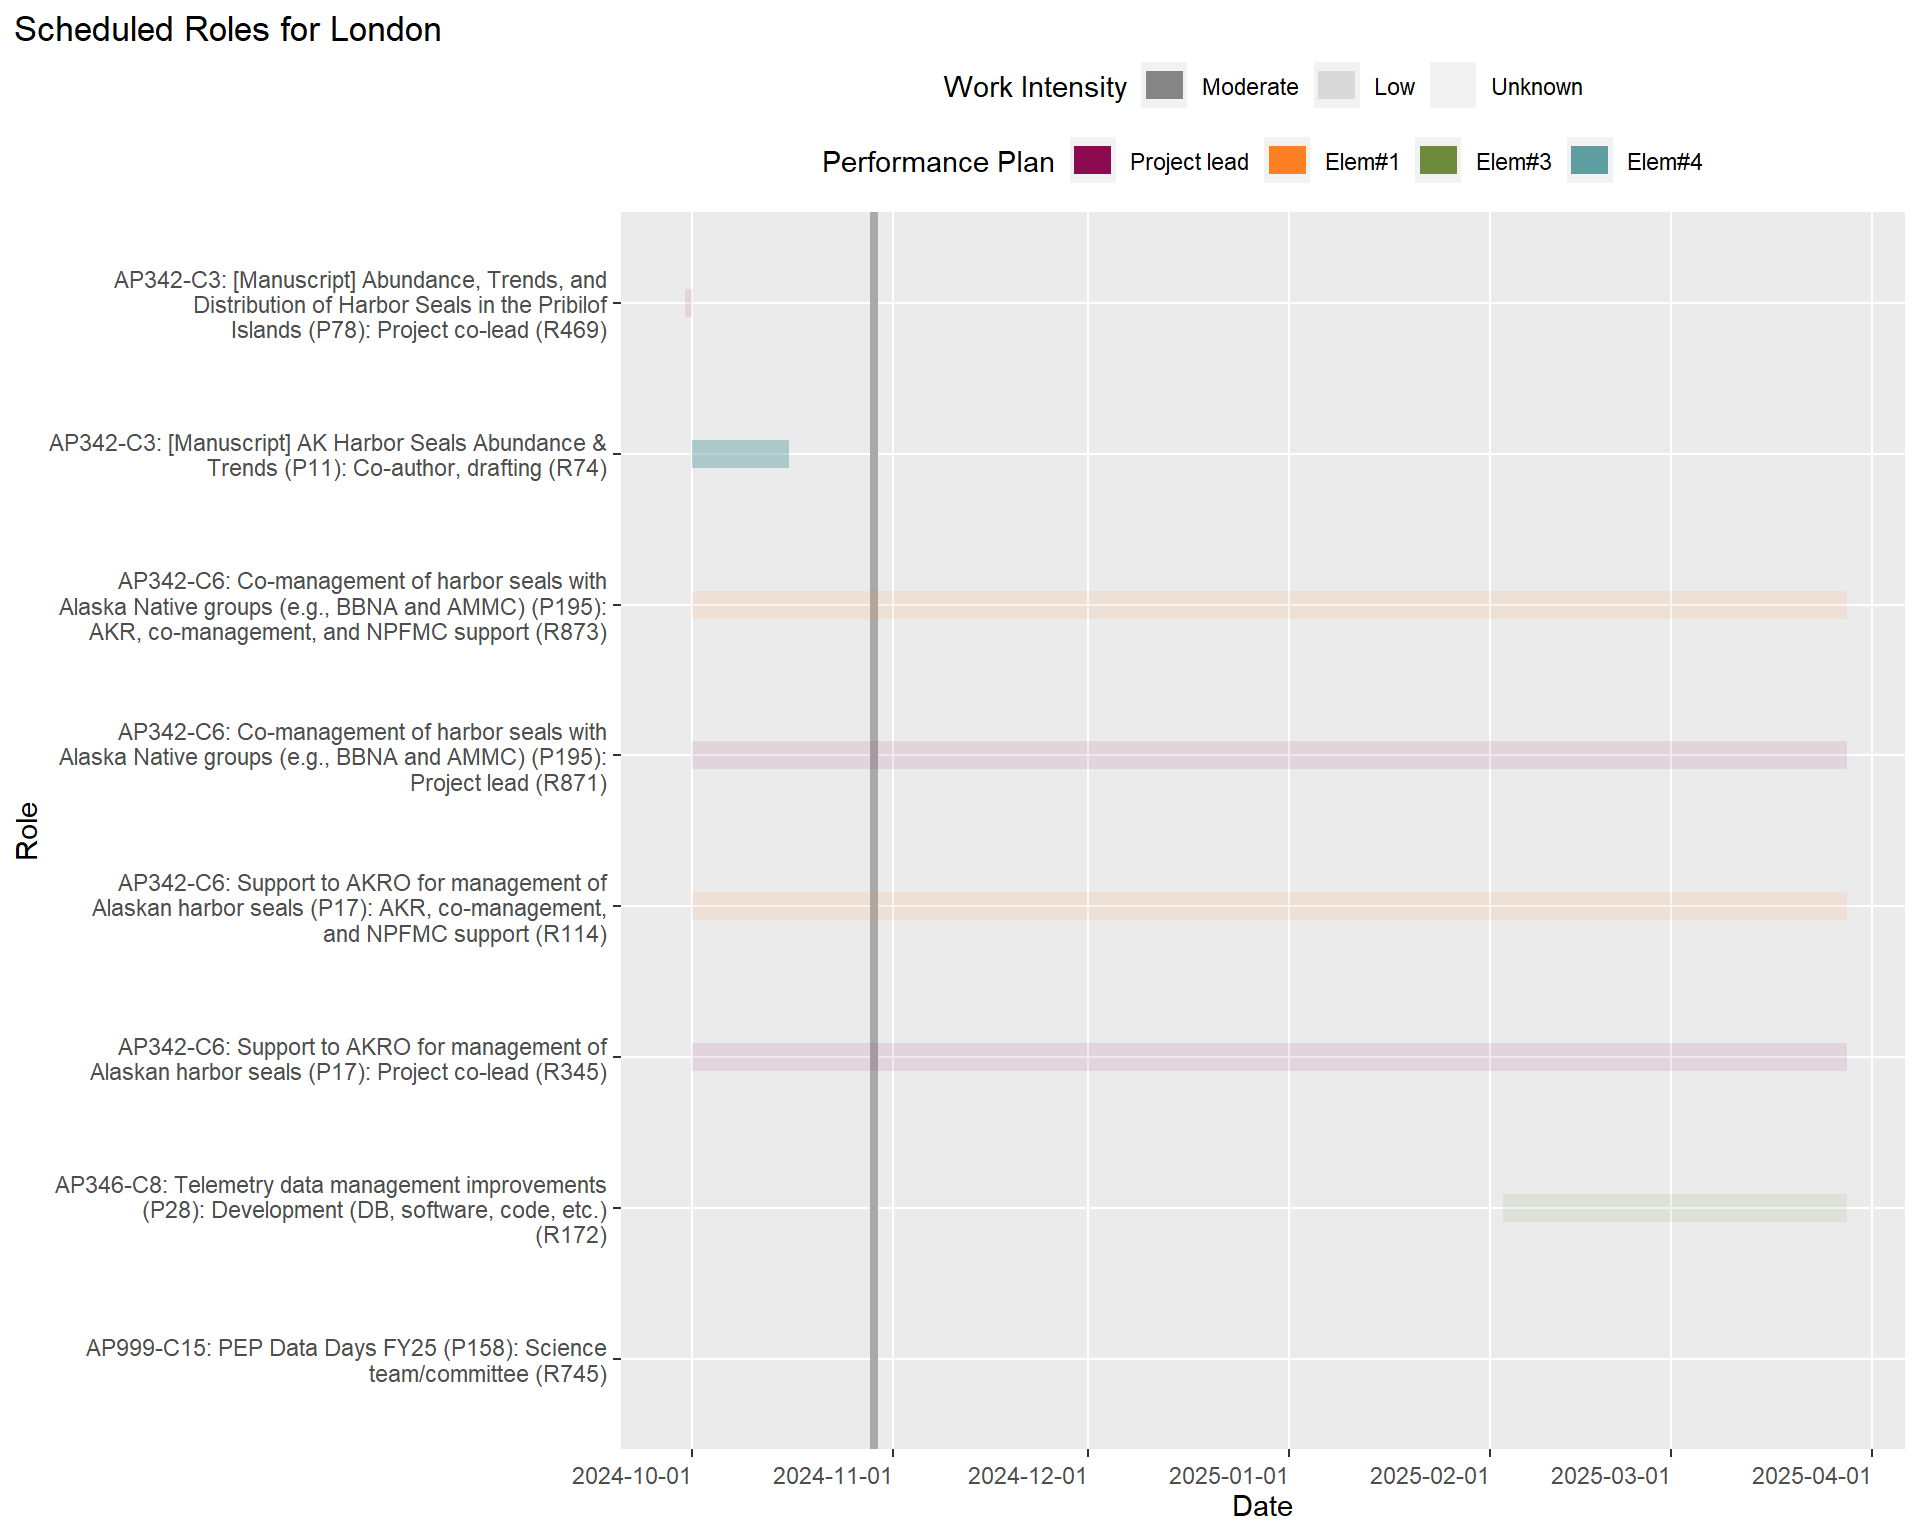 Scheduled Roles for London
Work Intensity Moderate Low Unknown
Performance Plan Project lead Elem#1 Elem#3 Elem#4
AP342-C3: [Manuscript] Abundance, Trends, and
Distribution of Harbor Seals in the Pribilof
Islands (P78): Project co-lead (R469)
AP342-C3: [Manuscript] AK Harbor Seals Abundance &
Trends (P11): Co-author, drafting (R74)
AP342-C6: Co-management of harbor seals with
Alaska Native groups (e.g., BBNA and AMMC) (P195):
AKR, co-management, and NPFMC support (R873)
AP342-C6: Co-management of harbor seals with
Alaska Native groups (e.g., BBNA and AMMC) (P195):
Project lead (R871)
AP342-C6: Support to AKRO for management of
Alaskan harbor seals (P17): AKR, co-management,
and NPFMC support (R114)
AP342-C6: Support to AKRO for management of
Alaskan harbor seals (P17): Project co-lead (R345)
AP346-C8: Telemetry data management improvements
(P28): Development (DB, software, code, etc.)
(R172)
AP999-C15: PEP Data Days FY25 (P158): Science
team/committee (R745)
Role
2024-10-01 2024-11-01 2024-12-01 2025-01-01 2025-02-01 2025-03-01 2025-04-01
Date